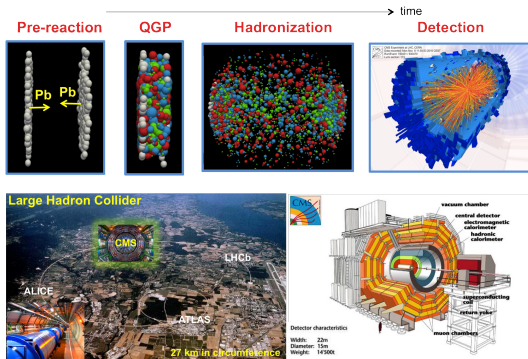 time
Pre-reaction
QGP
Hadronization
Detection
Pb
Pb
Large Hadron Collider
CMS
LHCb
ALICE
ATLAS
27 km in circumference
CMS
vacuum chamber
central detector
electromagnetic
calorimeter
hadronic
calorimeter
superconducting
coil
return yoke
muon chambers
Detector characteristics
Width: 22m
Diameter: 15m
Weight: 14'500t